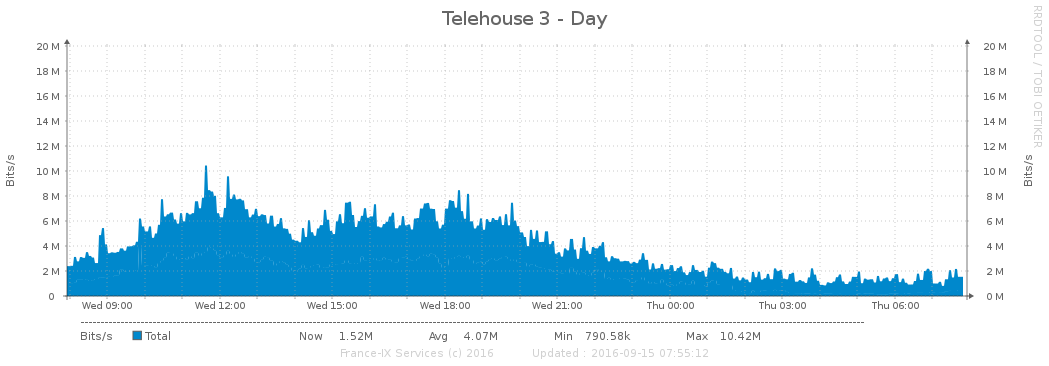 Telehouse 3 - Day
RRDTOOL / TOBI OETIKER
Bits/s
20 M
18 M
16 M
14 M
12 M
10 M
8 M
6 M
4 M
2 M
0
20 M
18 M
16 M
14 M
12 M
10 M
8 M
6 M
4 M
2 M
0 M
Bits/s
Wed 09:00 Wed 12:00 Wed 15:00 Wed 18:00 Wed 21:00 Thu 00:00 Thu 03:00 Thu 06:00
Bits/s Total Now 1.52M Avg 4.07M Min 790.58k Max 10.42M
France-IX Services (c) 2016 Updated : 2016-09-15 07:55:12